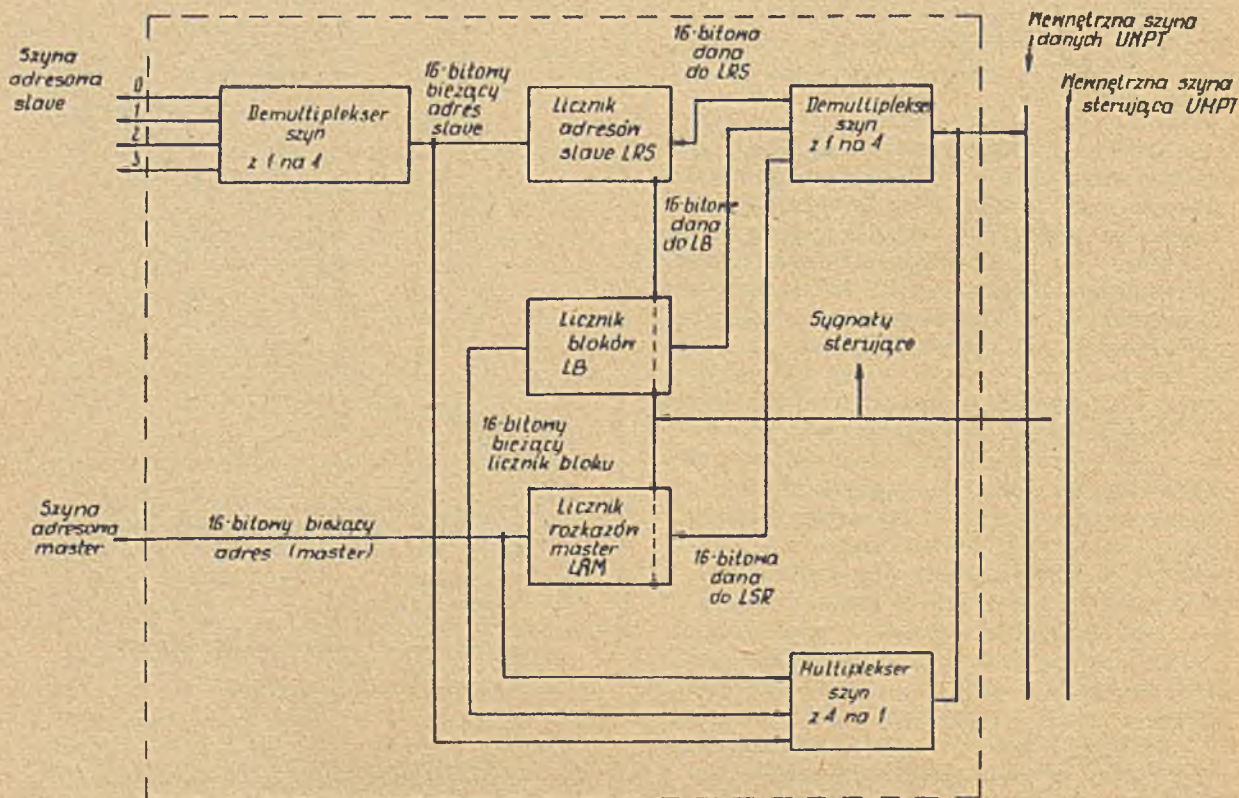 Szyna
adresowa
slave
0
1
2
3
Demultiplekser
szyn
z 1 na 4
16-bitowy
bieżący
adres
slave
Licznik
adresów
slave LRS
16-bitowa
dana
do LRS
Demultiplekser
szyn
z 1 na 4
Wewnętrzna szyna
danych UWPT
Wewnętrzna szyna
sterująca UWPT
16-bitowe
dana
do LB
Licznik
bloków
LB
Sygnały
sterujące
16-bitowy
bieżący
licznik bloku
Szyna
adresowa
master
16-bitowy bieżący
adres (master)
Licznik
rozkazów
master
LRM
16-bitowa
dana
do LSR
Multiplekser
szyn
z 4 na 1